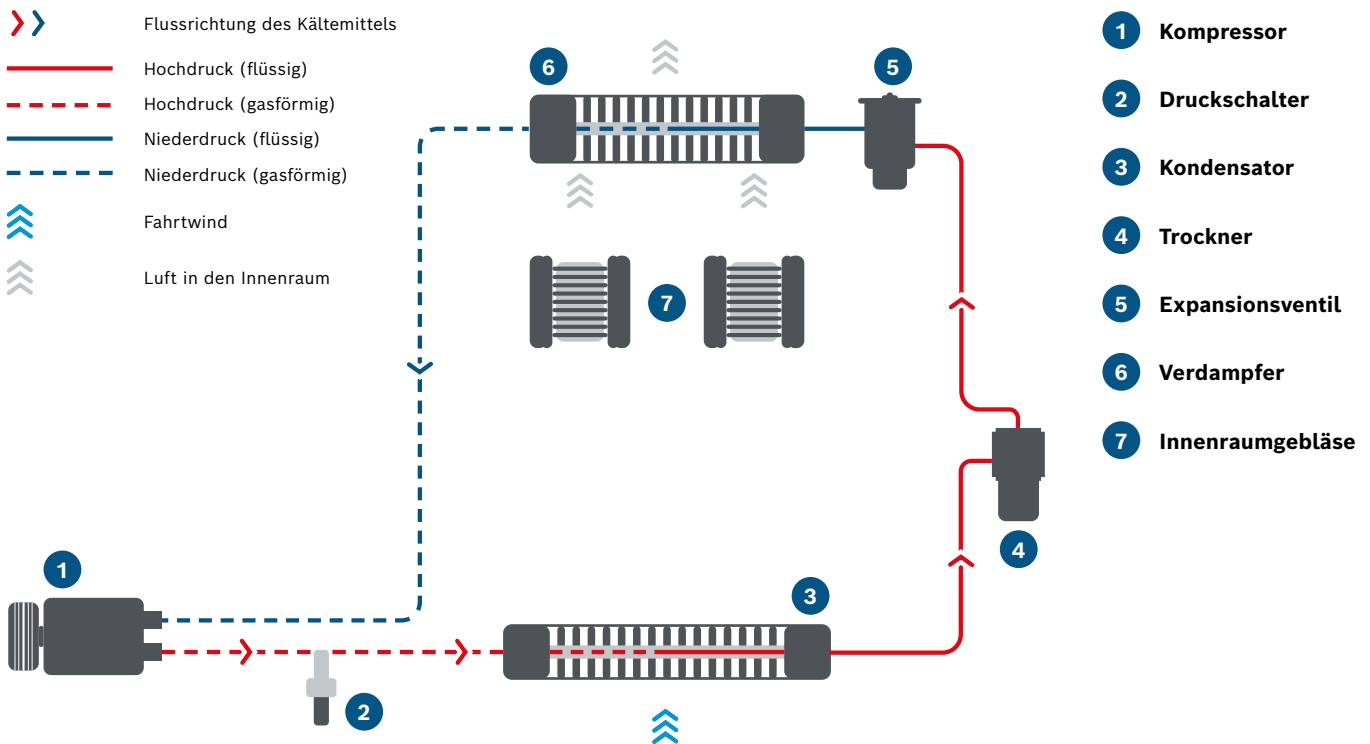 Flussrichtung des Kältemittels
Hochdruck (flüssig)
Hochdruck (gasförmig)
Niederdruck (flüssig)
Niederdruck (gasförmig)
Fahrtwind
Luft in den Innenraum
6
5
7
4
1
3
2
1 Kompressor
2 Druckschalter
3 Kondensator
4 Trockner
5 Expansionsventil
6 Verdampfer
7 Innenraumgebläse